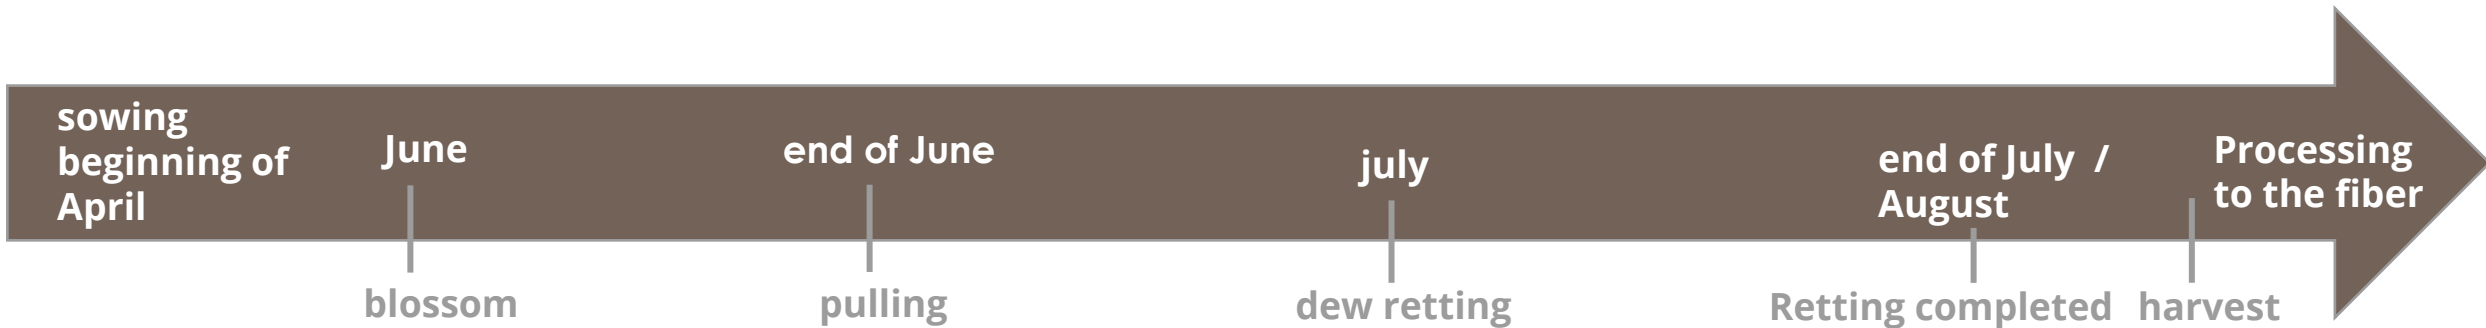 sowing
beginning of
April
June
end of June
july
end of July /
August
Processing
to the fiber
blossom
pulling
dew retting
Retting completed
harvest